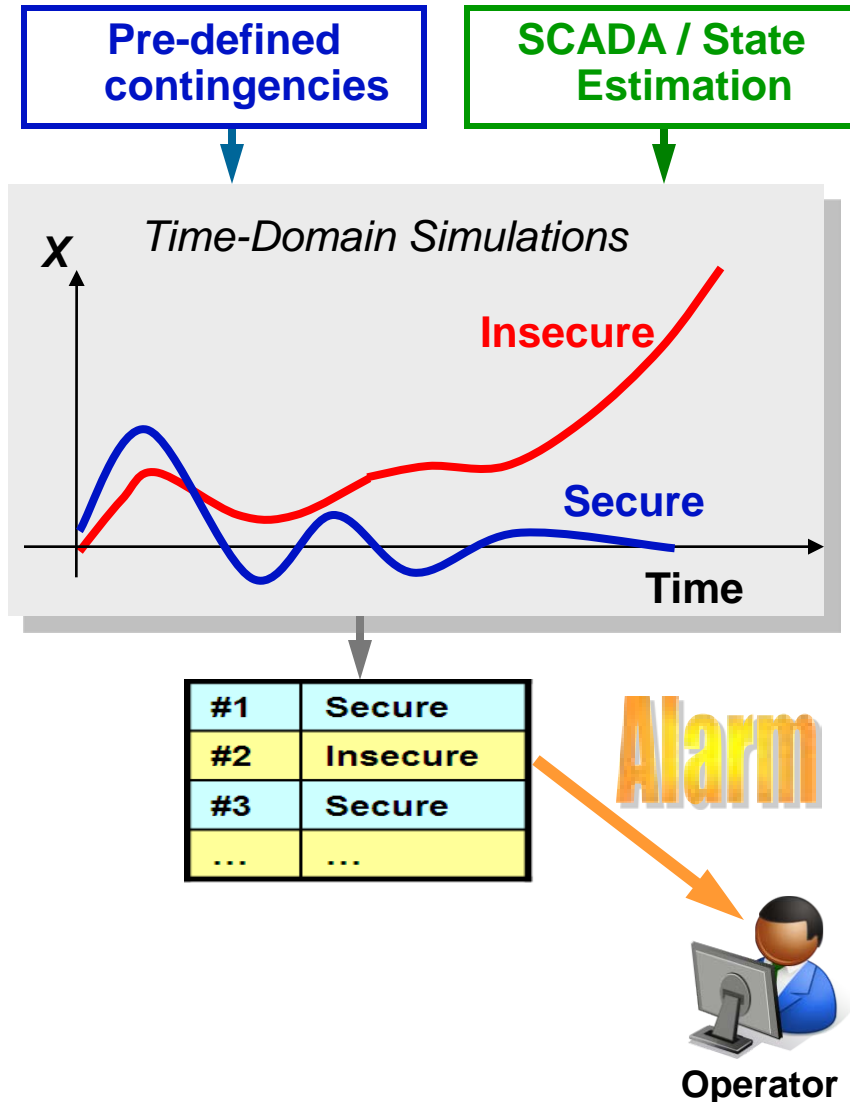 Pre-defined
contingencies
SCADA / State
Estimation
Time-Domain Simulations
X
Insecure
Secure
Time
#1 Secure
#2 Insecure
#3 Secure
... ...
Alarm
Operator